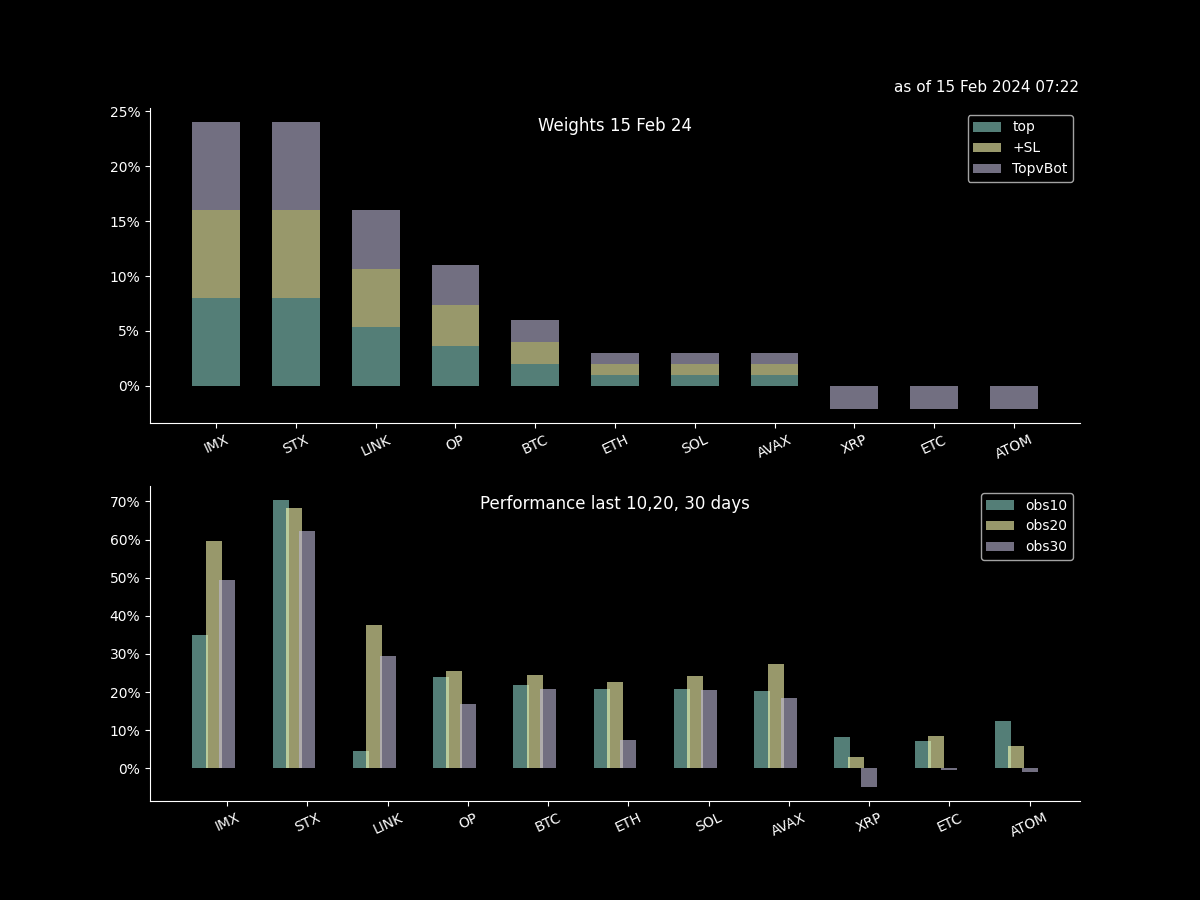 as of 15 Feb 2024 07:22
Weights 15 Feb 24
25%
20%
15%
10%
5%
0%
top
+SL
TopvBot
IMX STX LINK OP BTC ETH SOL AVAX XRP ETC ATOM
Performance last 10,20, 30 days
70%
60%
50%
40%
30%
20%
10%
0%
obs10
obs20
obs30
IMX STX LINK OP BTC ETH SOL AVAX XRP ETC ATOM